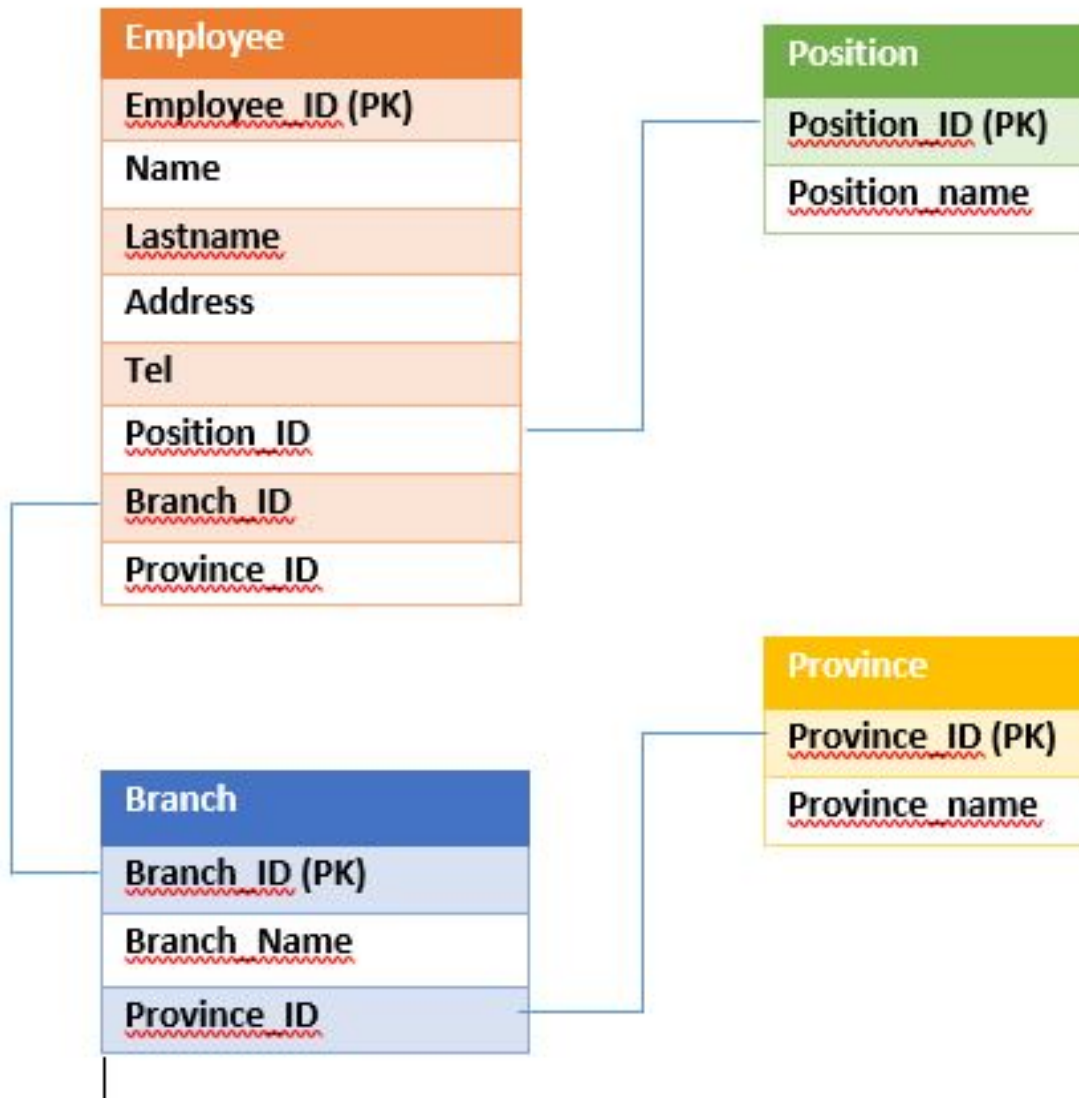 Employee
Employee_ID (PK)
Name
Lastname
Address
Tel
Position_ID
Branch_ID
Province_ID
Position
Position_ID (PK)
Position_name
Branch
Branch_ID (PK)
Branch_Name
Province_ID
Province
Province_ID (PK)
Province_name